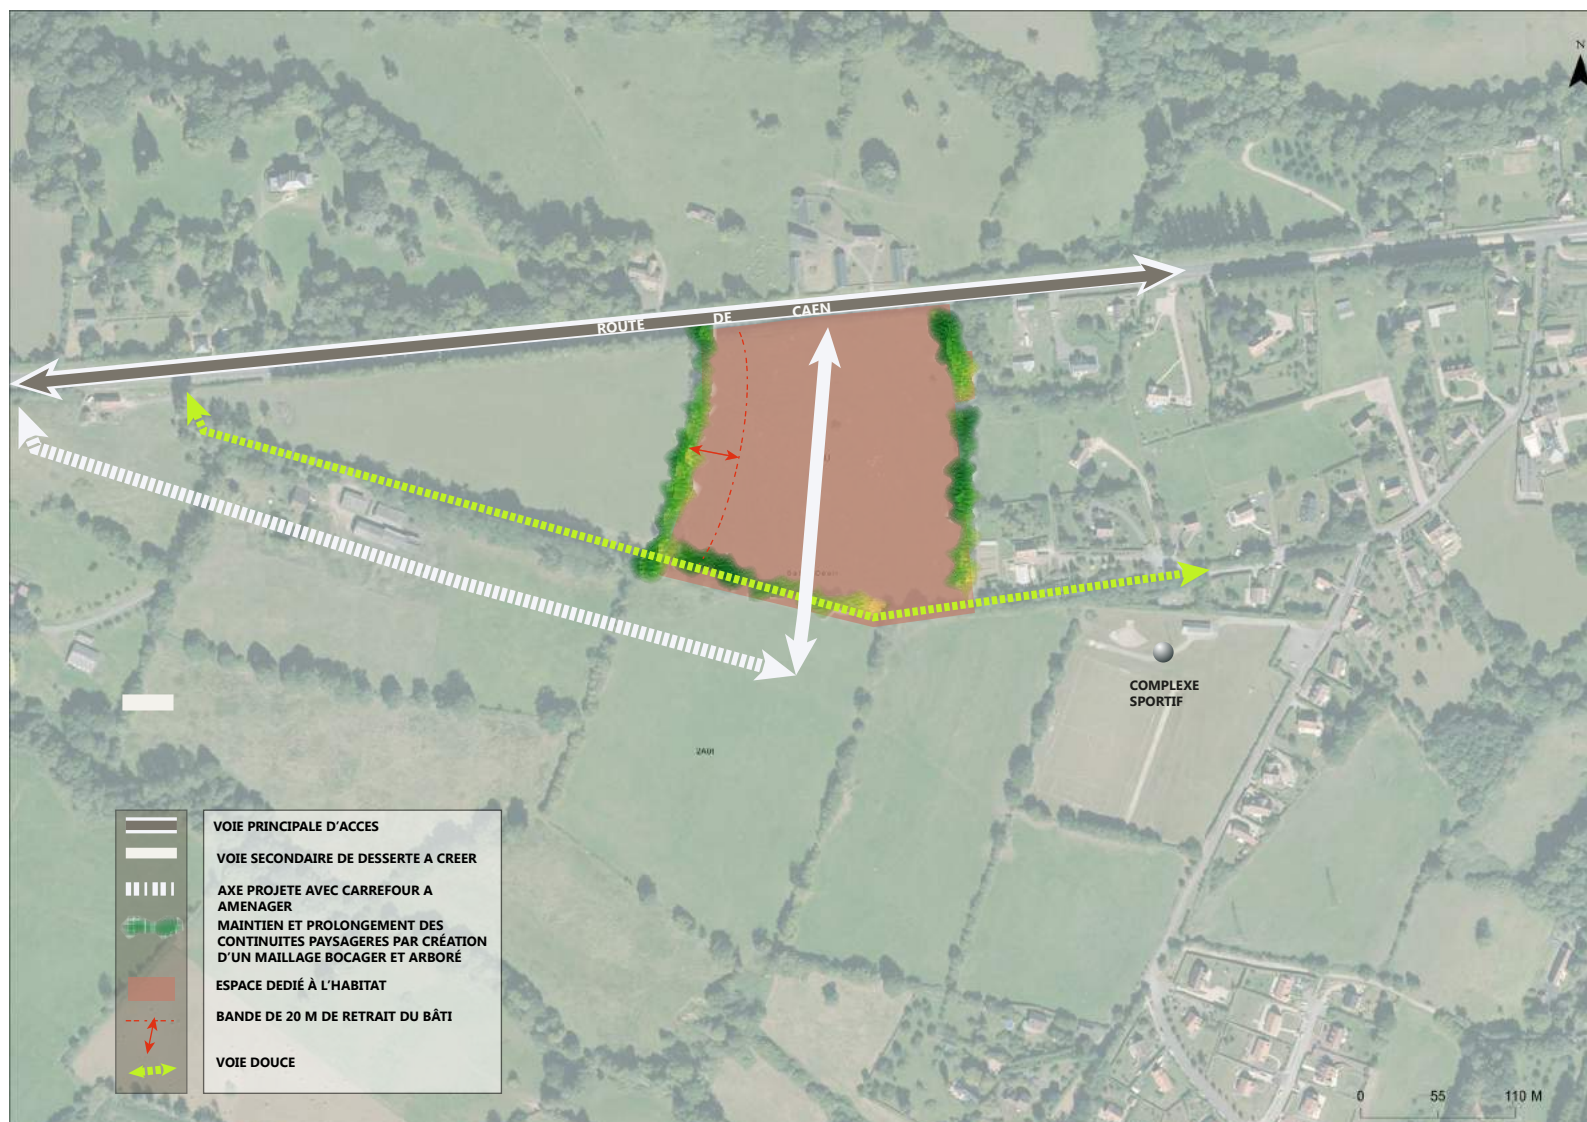 N
ROUTE DE CAEN
COMPLEXE
SPORTIF
2AUt
VOIE PRINCIPALE D'ACCES
VOIE SECONDAIRE DE DESSERTE A CREER
AXE PROJETE AVEC CARREFOUR A
AMENAGER
MAINTIEN ET PROLONGEMENT DES
CONTINUITES PAYSAGERES PAR CRÉATION
D'UN MAILLAGE BOCAGER ET ARBORÉ
ESPACE DEDIÉ À L'HABITAT
BANDE DE 20 M DE RETRAIT DU BÂTI
VOIE DOUCE
0 55 110 M